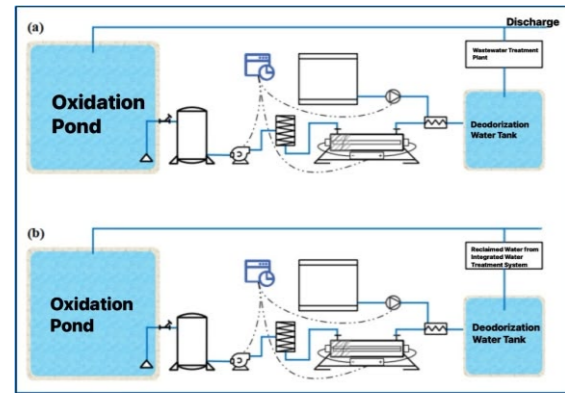 (a)
Discharge
Wastewater Treatment
Plant
Oxidation
Pond
Deodorization
Water Tank
(b)
Reclaimed Water from
Integrated Water
Treatment System
Oxidation
Pond
Deodorization
Water Tank